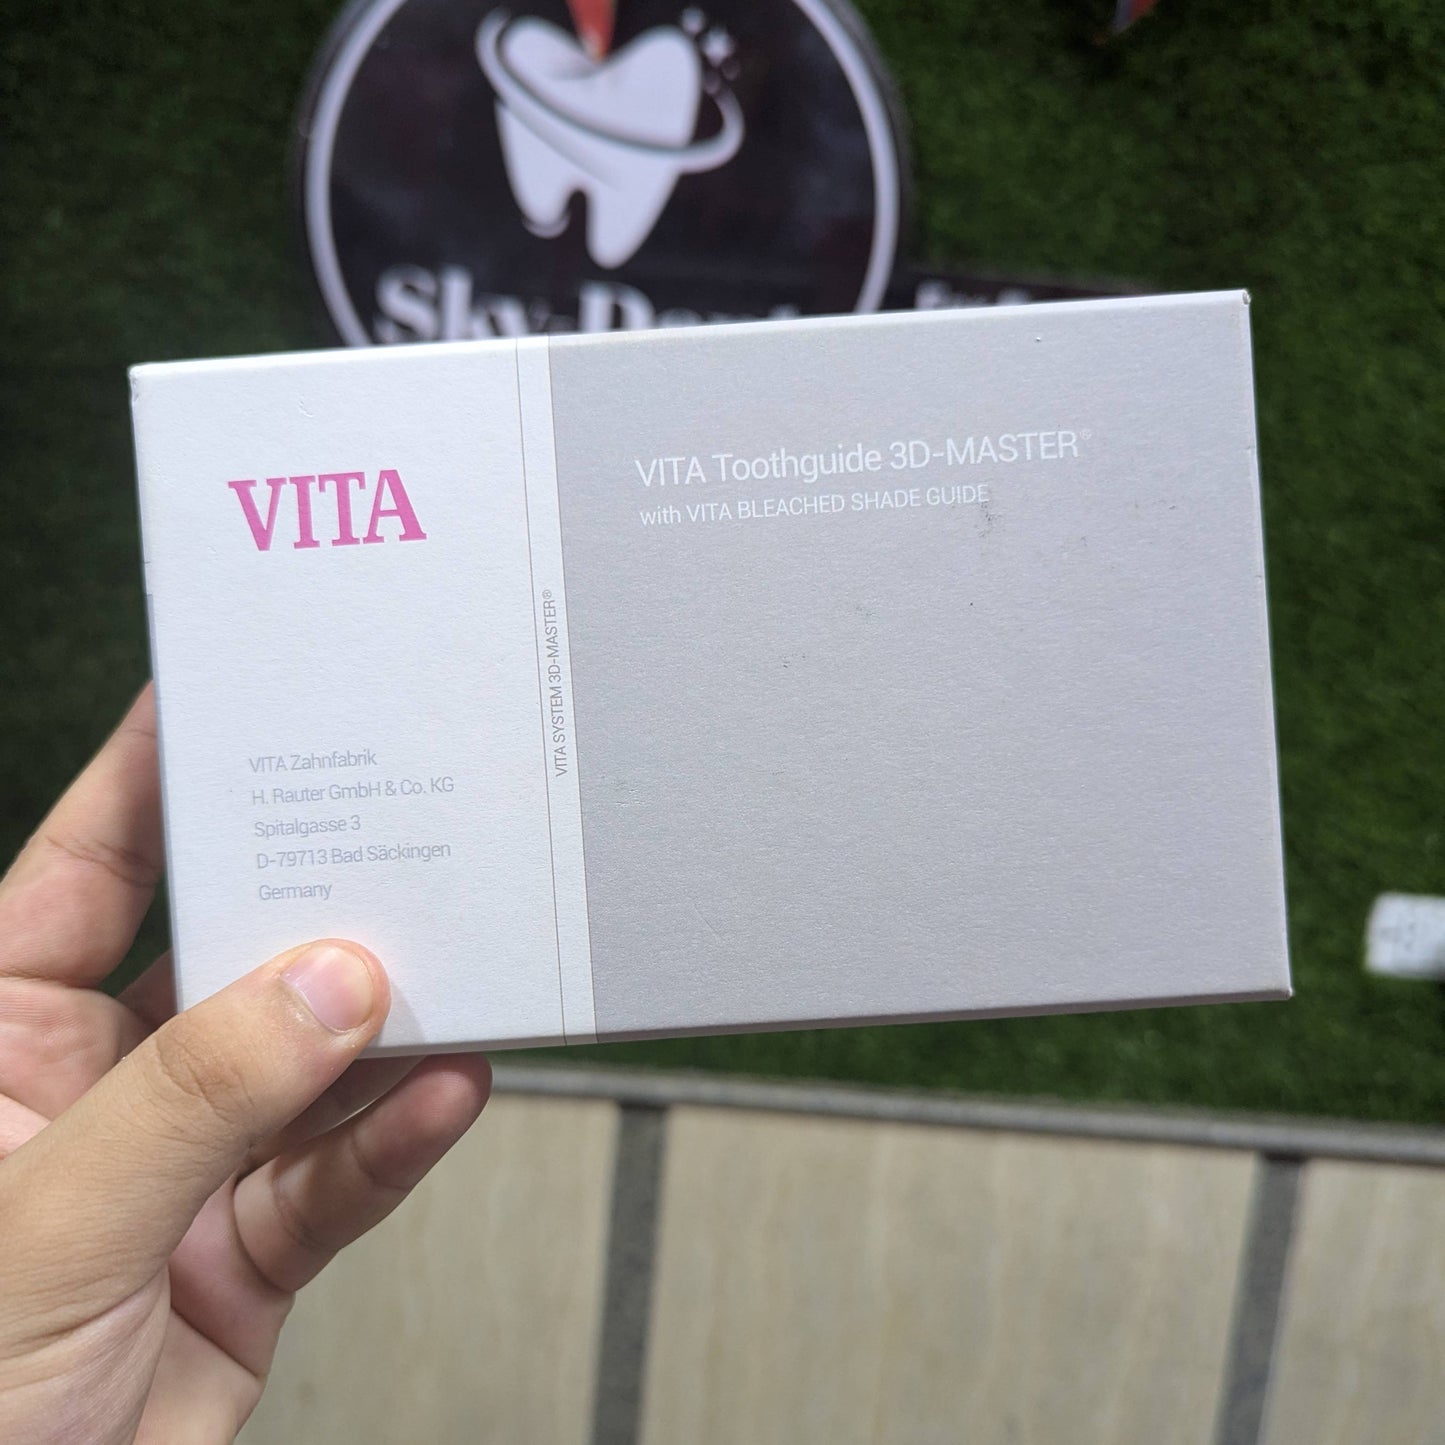 VITA
VITA Zahnfabrik
H. Rauter GmbH & Co. KG
Spitalgasse 3
D-79713 Bad Säckingen
Germany
VITA SYSTEM 3D-MASTER®
VITA Toothguide 3D-MASTER®
with VITA BLEACHED SHADE GUIDE